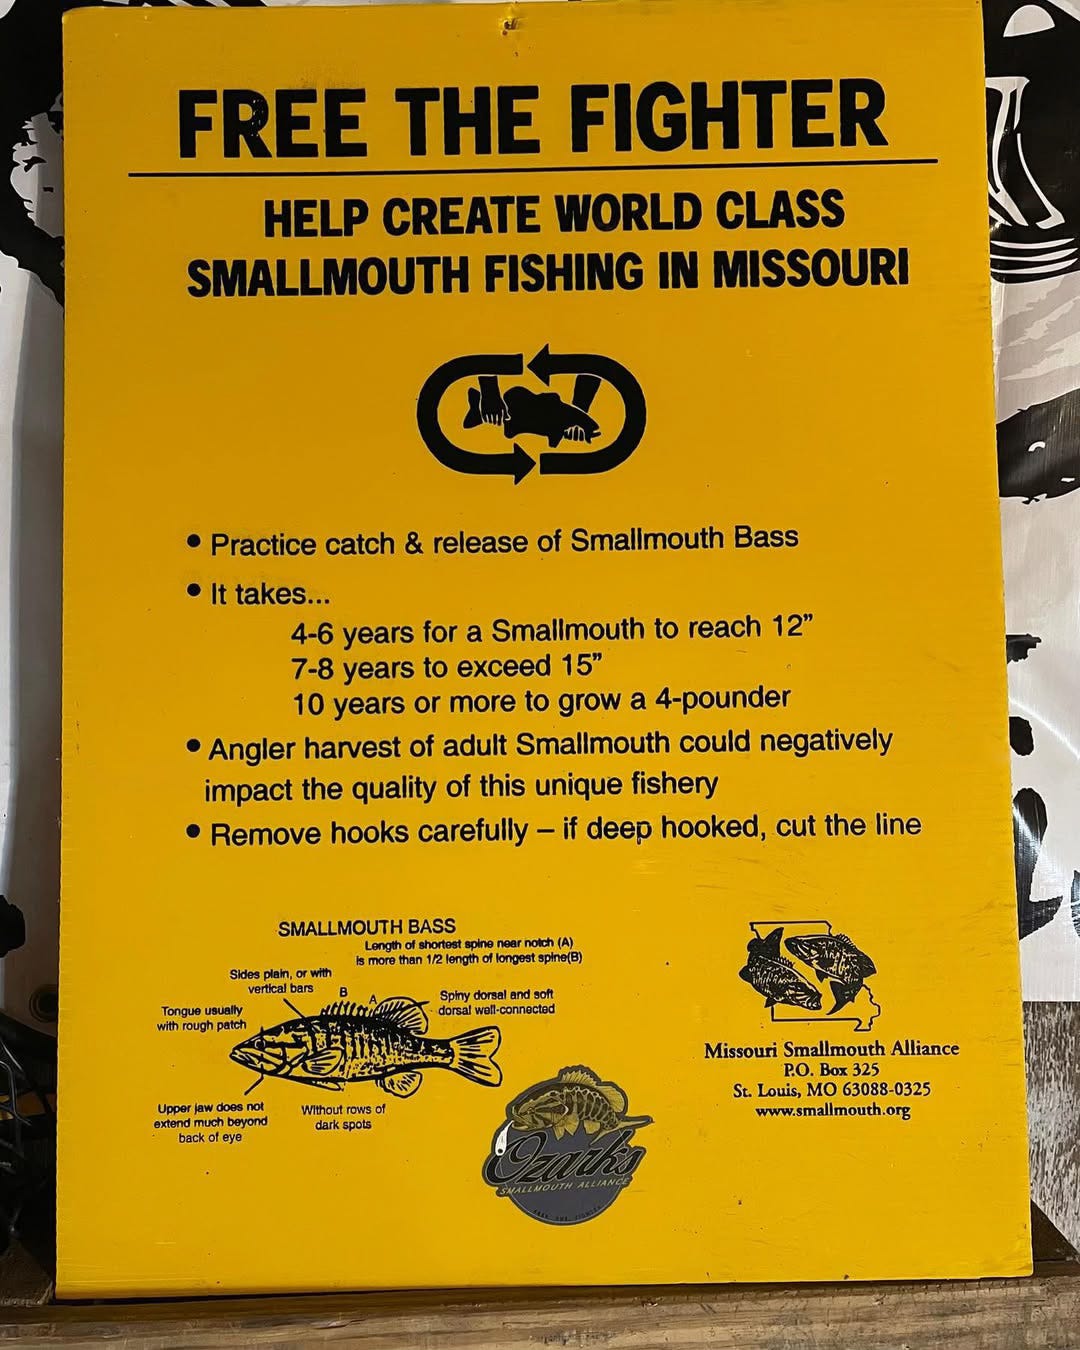 FREE THE FIGHTER
HELP CREATE WORLD CLASS
SMALLMOUTH FISHING IN MISSOURI
• Practice catch & release of Smallmouth Bass
• It takes...
4-6 years for a Smallmouth to reach 12”
7-8 years to exceed 15”
10 years or more to grow a 4-pounder
• Angler harvest of adult Smallmouth could negatively
impact the quality of this unique fishery
• Remove hooks carefully – if deep hooked, cut the line
SMALLMOUTH BASS
Length of shortest spine near notch (A)
is more than 1/2 length of longest spine(B)
Sides plain, or with
vertical bars
B
A
Spiny dorsal and soft
dorsal well-connected
Tongue usually
with rough patch
Upper jaw does not
extend much beyond
back of eye
Without rows of
dark spots
Missouri Smallmouth Alliance
P.O. Box 325
St. Louis, MO 63088-0325
www.smallmouth.org
Ozarks
SMALLMOUTH ALLIANCE